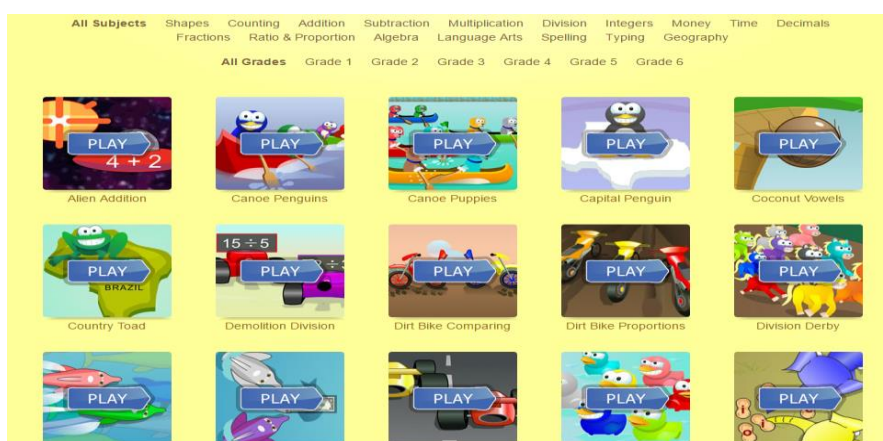 All Subjects Shapes Counting Addition Subtraction Multiplication Division Integers Money Time Decimals
Fractions Ratio & Proportion Algebra Language Arts Spelling Typing Geography
All Grades Grade 1 Grade 2 Grade 3 Grade 4 Grade 5 Grade 6
PLAY PLAY PLAY PLAY PLAY
4 + 2
Alien Addition Canoe Penguins Canoe Puppies Capital Penguin Coconut Vowels
15 ÷ 5
PLAY PLAY PLAY PLAY PLAY
BRAZIL
Country Toad Demolition Division Dirt Bike Comparing Dirt Bike Proportions Division Derby
PLAY PLAY PLAY PLAY PLAY